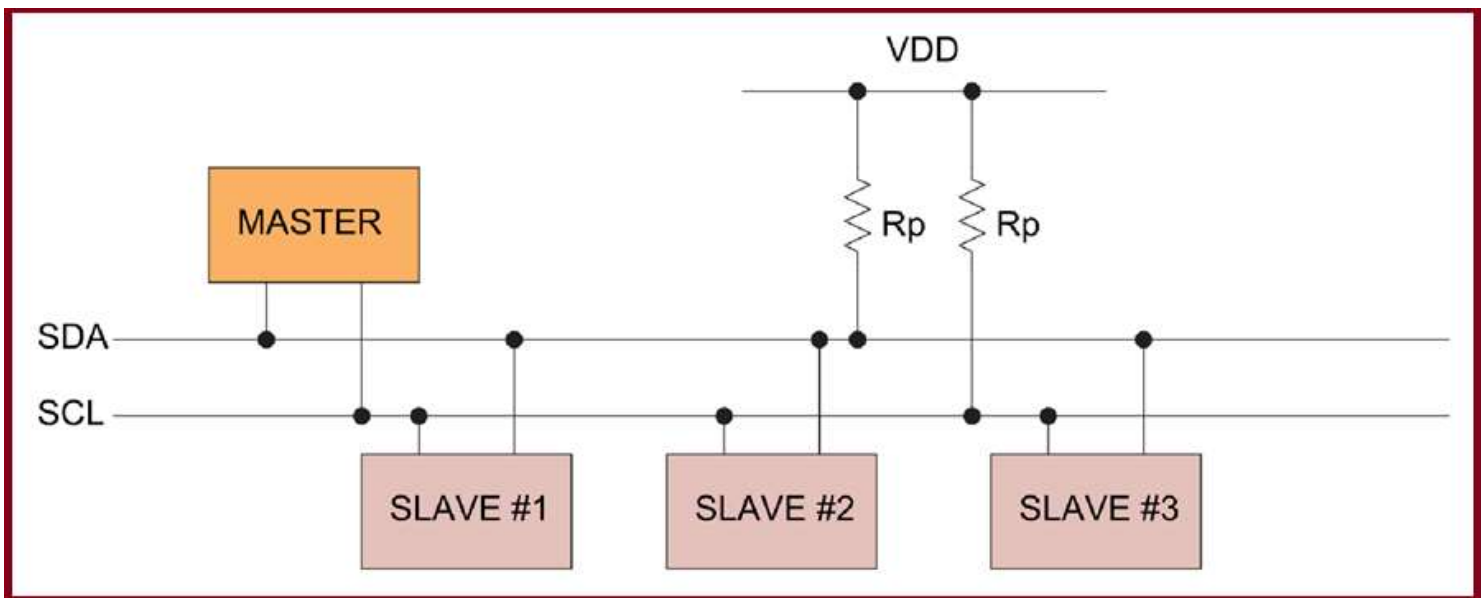 VDD
MASTER
Rp Rp
SDA
SCL
SLAVE #1 SLAVE #2 SLAVE #3